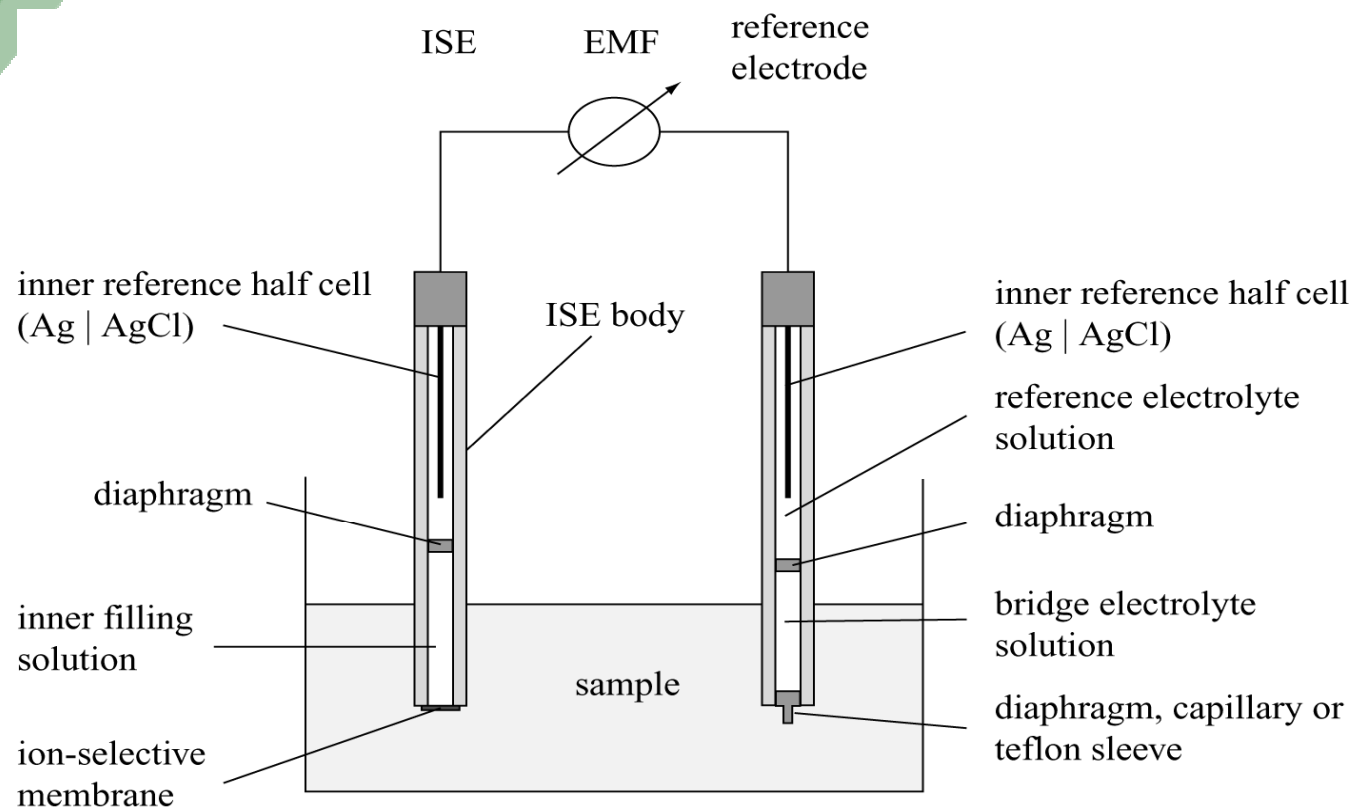 ISE
EMF
reference
electrode
inner reference half cell
(Ag | AgCl)
ISE body
inner reference half cell
(Ag | AgCl)
reference electrolyte
solution
diaphragm
diaphragm
inner filling
solution
bridge electrolyte
solution
sample
diaphragm, capillary or
teflon sleeve
ion-selective
membrane